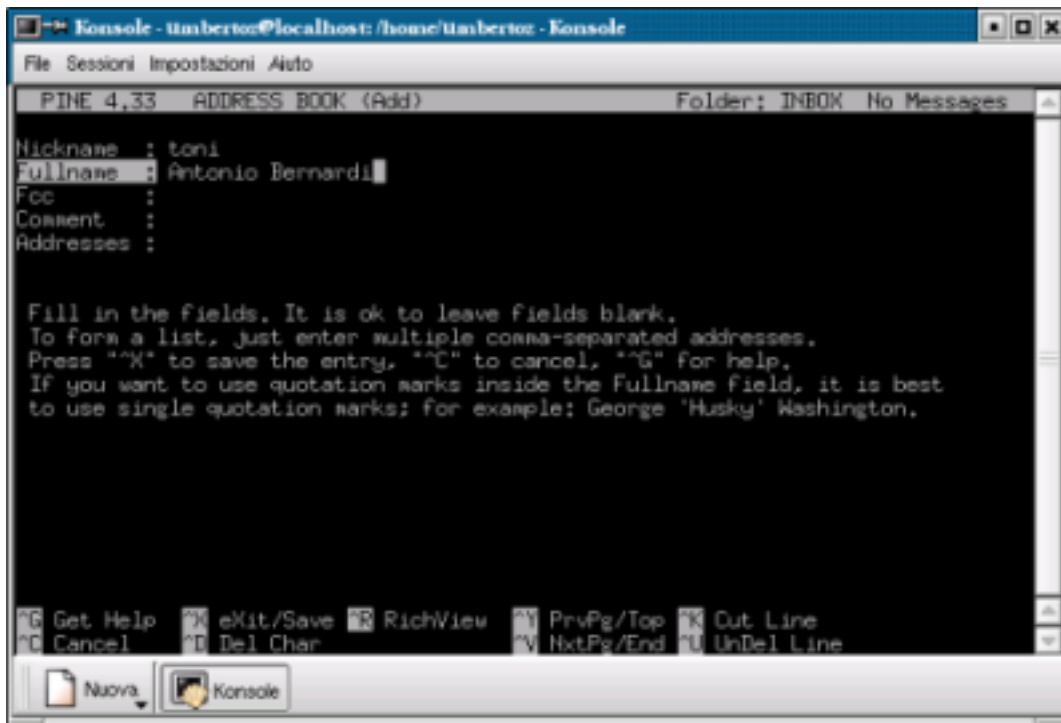 Konsole - umbertoz@localhost: /home/umbertoz - Konsole
File Sessioni Impostazioni Aiuto
PINE 4.33 ADDRESS BOOK (Add) Folder: INBOX No Messages
Nickname : toni
Fullname : Antonio Bernardi
Fcc :
Comment :
Addresses :
Fill in the fields. It is ok to leave fields blank.
To form a list, just enter multiple comma-separated addresses.
Press "^X" to save the entry, "^C" to cancel, "^G" for help.
If you want to use quotation marks inside the Fullname field, it is best
to use single quotation marks; for example: George 'Husky' Washington.
^G Get Help ^X eXit/Save ^R RichView ^Y PrvPg/Top ^K Cut Line
^C Cancel ^D Del Char ^V NxtPg/End ^U UnDel Line
Nuova Konsole